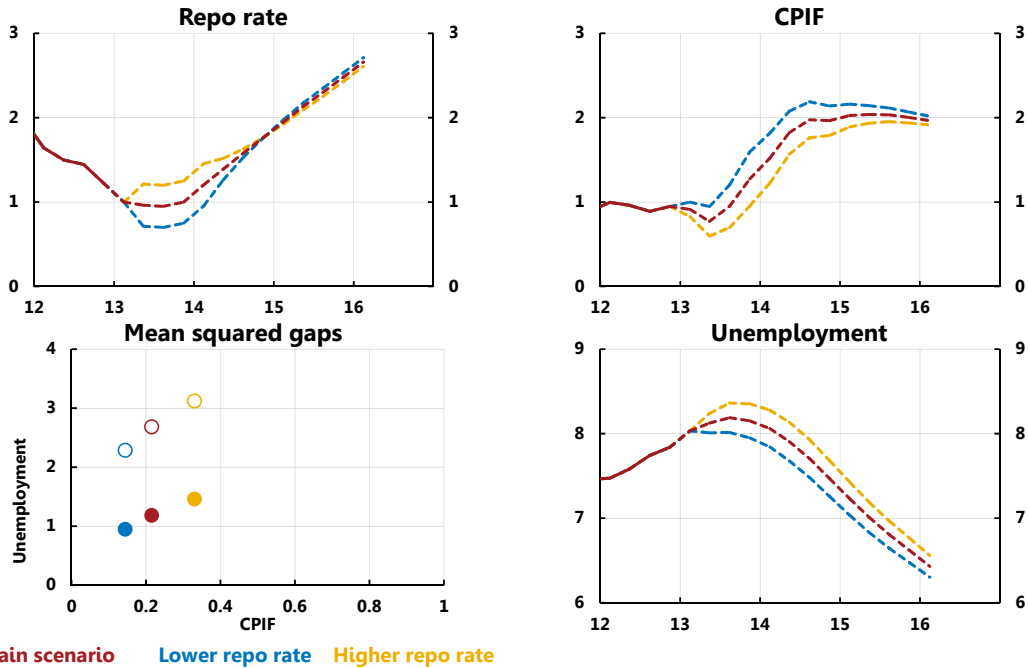 Repo rate
3 3
2 2
1 1
0 0
12 13 14 15 16
CPIF
3 3
2 2
1 1
0 0
12 13 14 15 16
Mean squared gaps
Unemployment
4
3
2
1
0
0 0.2 0.4 0.6 0.8 1
CPIF
Unemployment
9 9
8 8
7 7
6 6
12 13 14 15 16
ain scenario Lower repo rate Higher repo rate